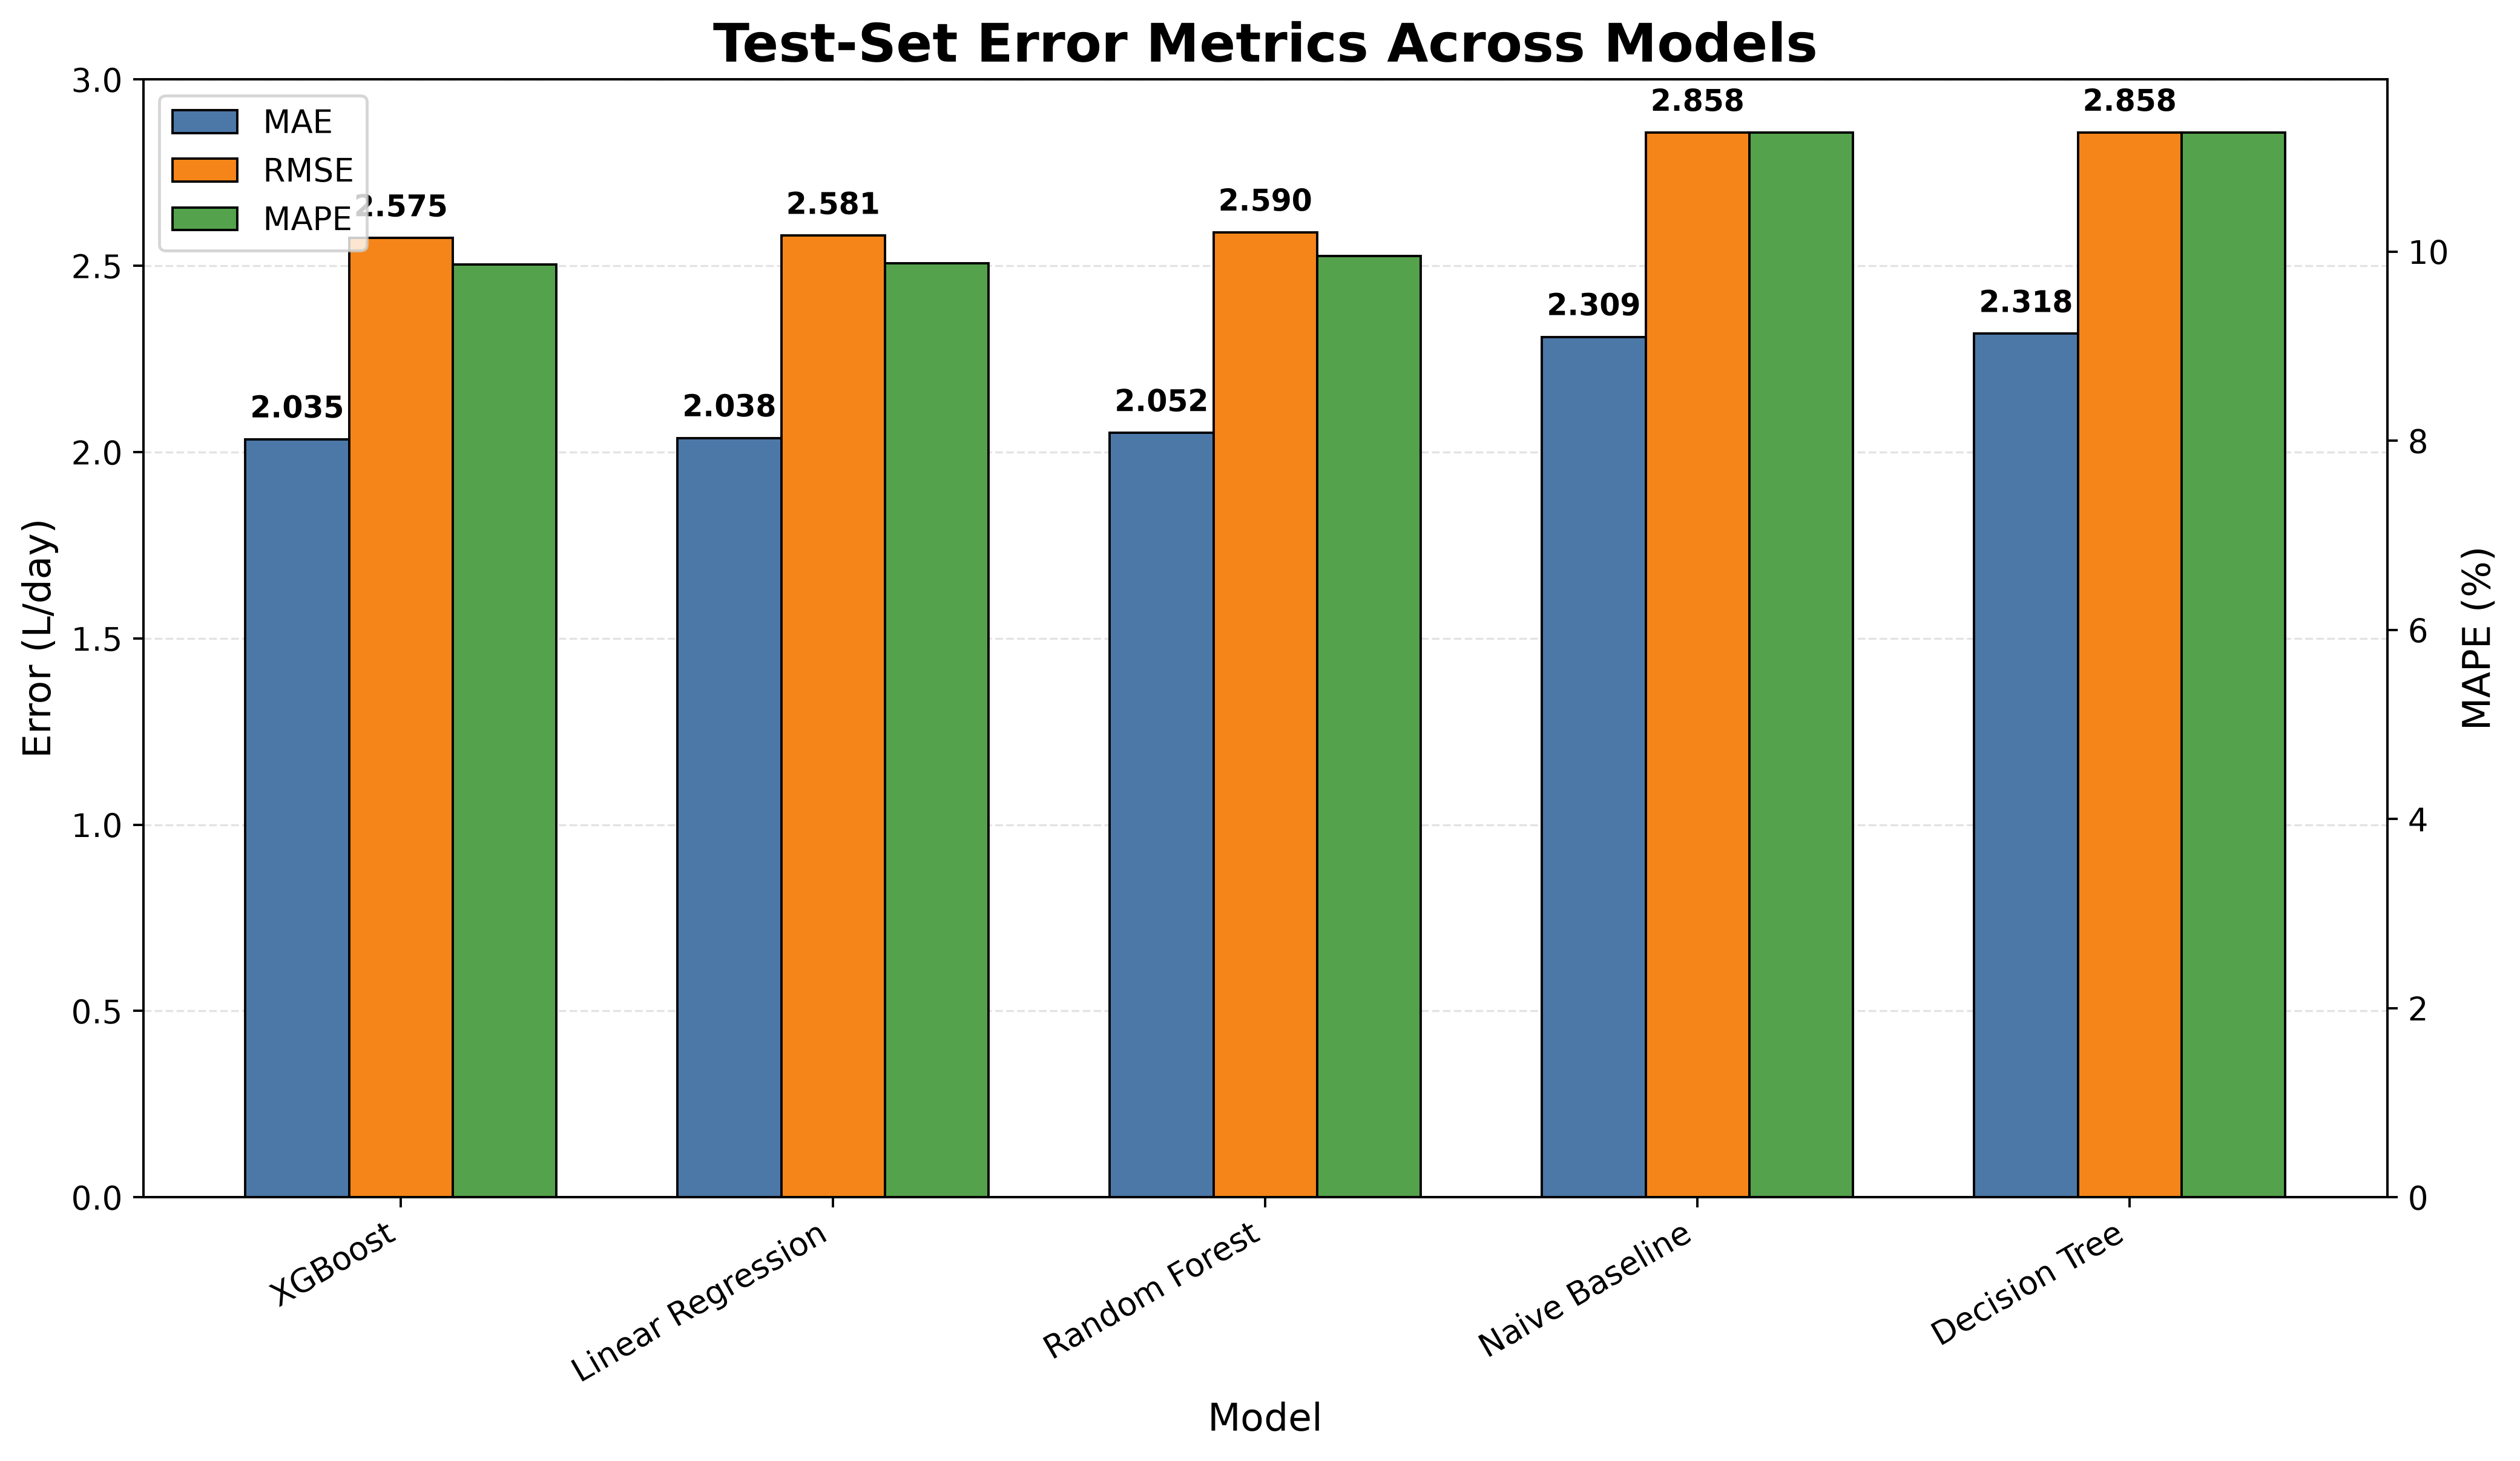 Test-Set Error Metrics Across Models
MAE
RMSE
MAPE
3.0
2.5
2.0
1.5
1.0
0.5
0.0
Error (L/day)
2.035
2.575
2.038
2.581
2.052
2.590
2.309
2.858
2.318
2.858
10
8
6
4
2
0
MAPE (%)
XGBoost
Linear Regression
Random Forest
Naive Baseline
Decision Tree
Model